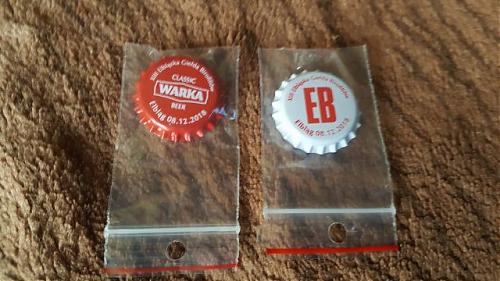 XIII Elbląska Giełda Birofilów
CLASSIC
WARKA
BEER
Elbląg 08.12.2018
XIII Elbląska Giełda Birofilów
EB
Elbląg 08.12.2018